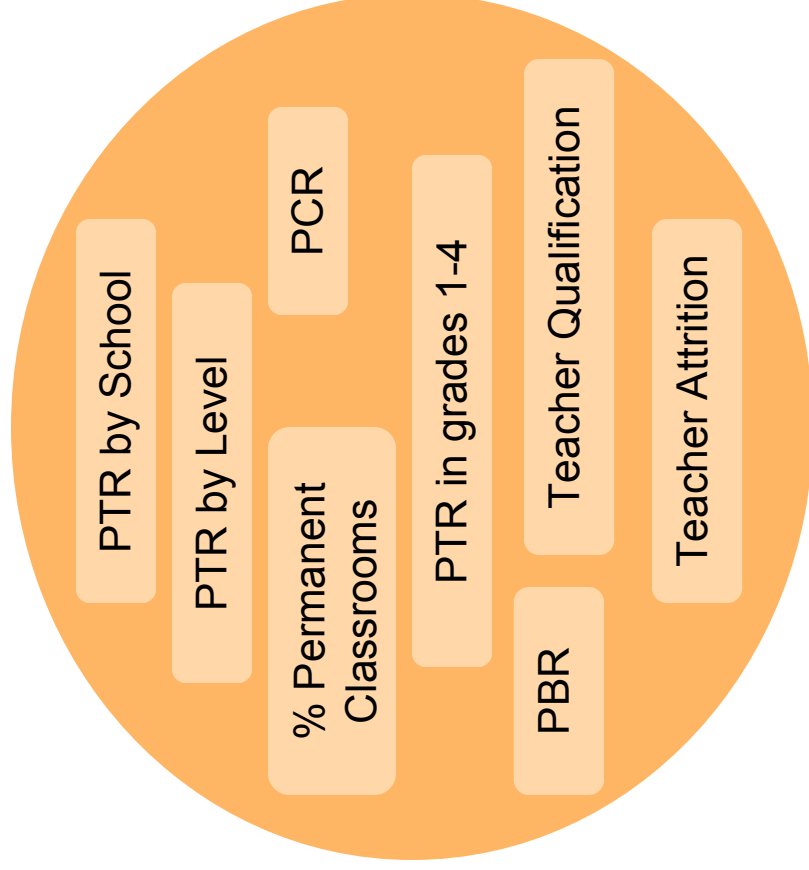 PTR by School
PTR by Level
% Permanent
Classrooms
PCR
PTR in grades 1-4
PBR
Teacher Qualification
Teacher Attrition